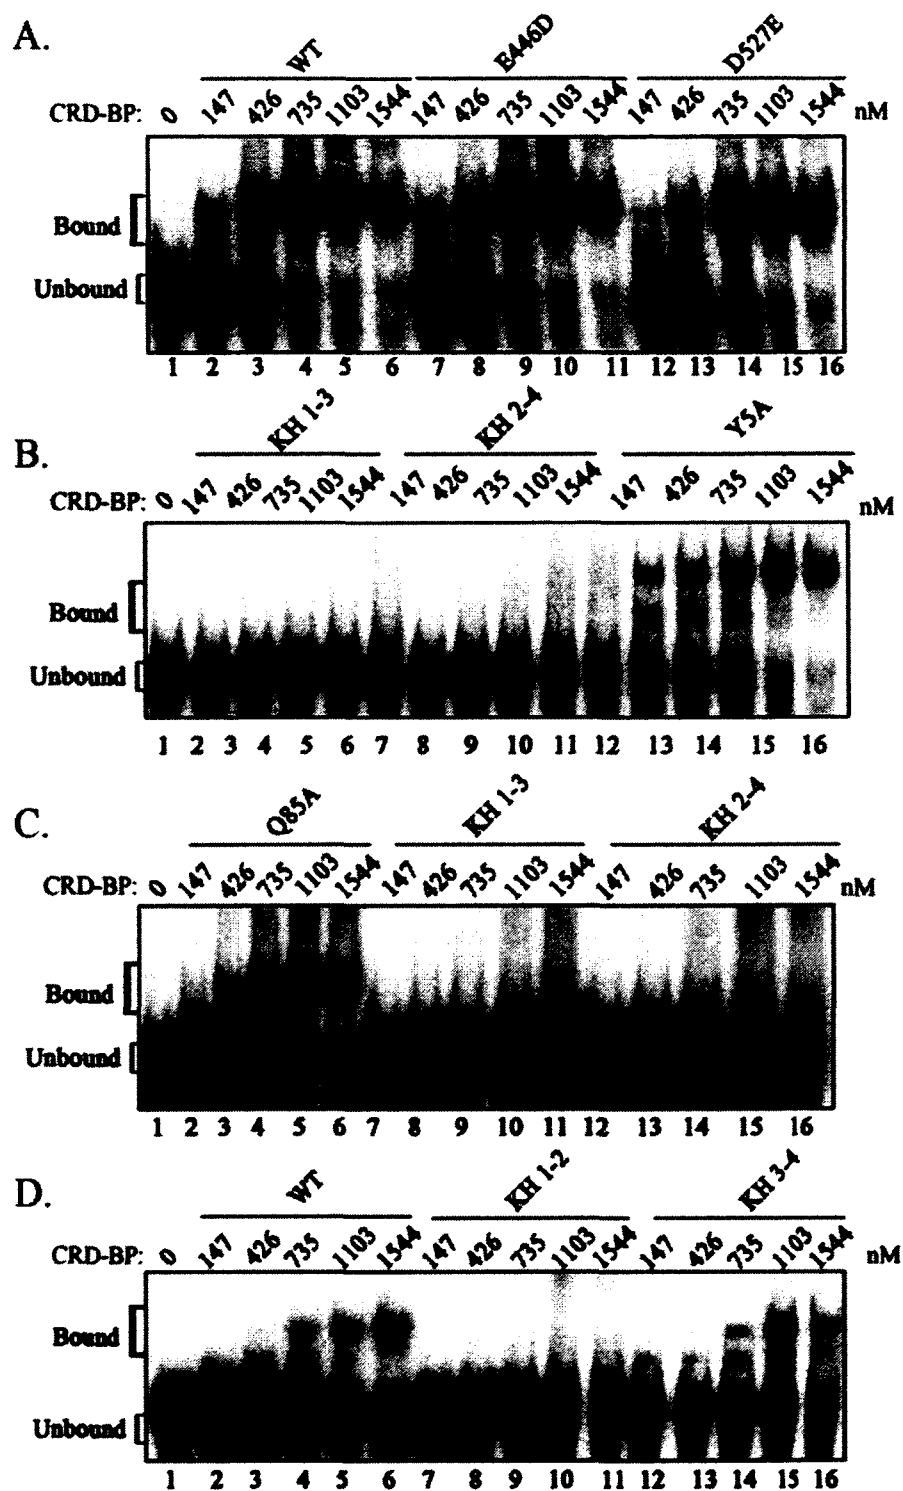 A.
WT E446D D527E
CRD-BP: 0 147 426 735 1103 1544 147 426 735 1103 1544 147 426 735 1103 1544 nM
Bound
Unbound
1 2 3 4 5 6 7 8 9 10 11 12 13 14 15 16
B.
KH 1-3 KH 2-4 Y5A
CRD-BP: 0 147 426 735 1103 1544 147 426 735 1103 1544 147 426 735 1103 1544 nM
Bound
Unbound
1 2 3 4 5 6 7 8 9 10 11 12 13 14 15 16
C.
Q85A KH 1-3 KH 2-4
CRD-BP: 0 147 426 735 1103 1544 147 426 735 1103 1544 147 426 735 1103 1544 nM
Bound
Unbound
1 2 3 4 5 6 7 8 9 10 11 12 13 14 15 16
D.
WT KH 1-2 KH 3-4
CRD-BP: 0 147 426 735 1103 1544 147 426 735 1103 1544 147 426 735 1103 1544 nM
Bound
Unbound
1 2 3 4 5 6 7 8 9 10 11 12 13 14 15 16